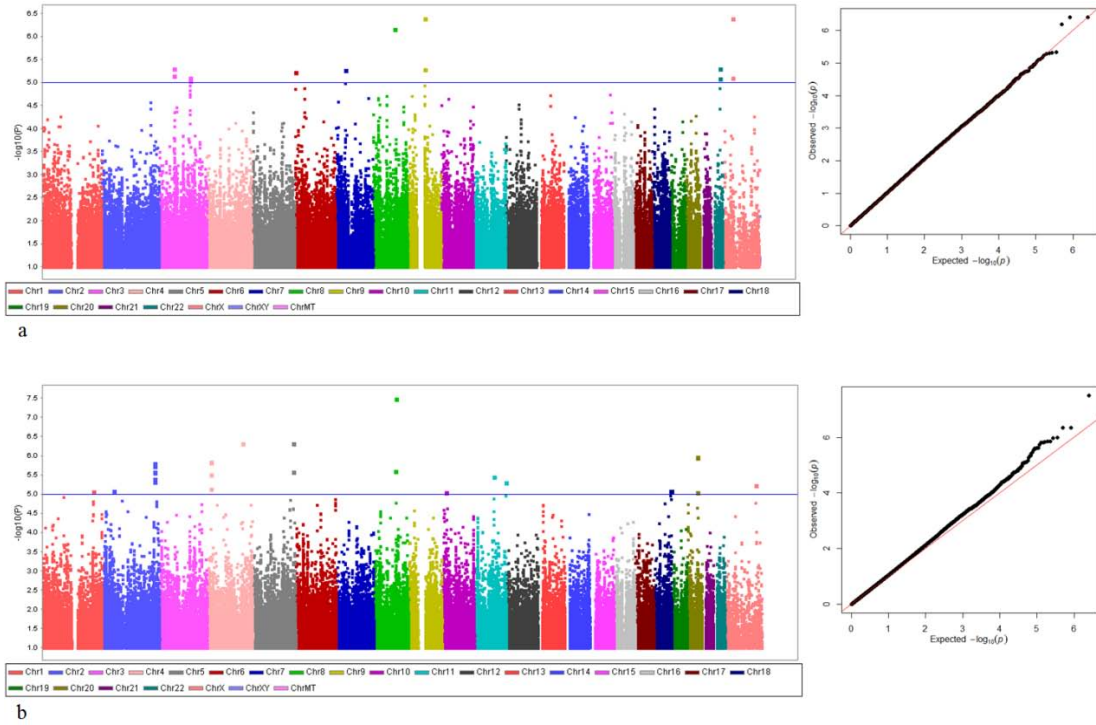 6.5
6.0
5.5
5.0
4.5
4.0
3.5
3.0
2.5
2.0
1.5
1.0
-log10(P)
Chr1 Chr2 Chr3 Chr4 Chr5 Chr6 Chr7 Chr8 Chr9 Chr10 Chr11 Chr12 Chr13 Chr14 Chr15 Chr16 Chr17 Chr18
Chr19 Chr20 Chr21 Chr22 ChrX ChrXY ChrMT
Observed −log10(p)
6
5
4
3
2
1
0
0 1 2 3 4 5 6
Expected −log10(p)
a
7.5
7.0
6.5
6.0
5.5
5.0
4.5
4.0
3.5
3.0
2.5
2.0
1.5
1.0
-log10(P)
Chr1 Chr2 Chr3 Chr4 Chr5 Chr6 Chr7 Chr8 Chr9 Chr10 Chr11 Chr12 Chr13 Chr14 Chr15 Chr16 Chr17 Chr18
Chr19 Chr20 Chr21 Chr22 ChrX ChrXY ChrMT
Observed −log10(p)
6
4
2
0
0 1 2 3 4 5 6
Expected −log10(p)
b